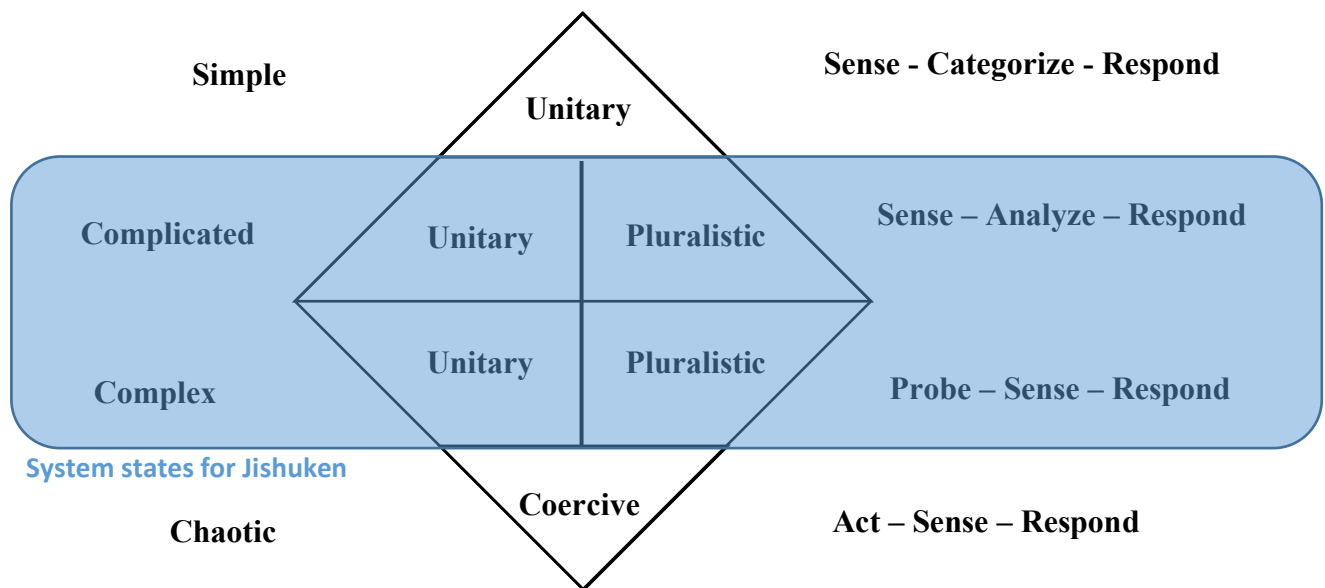 Simple
Sense - Categorize - Respond
Unitary
Complicated
Unitary
Pluralistic
Sense – Analyze – Respond
Unitary
Pluralistic
Complex
Probe – Sense – Respond
System states for Jishuken
Coercive
Chaotic
Act – Sense – Respond